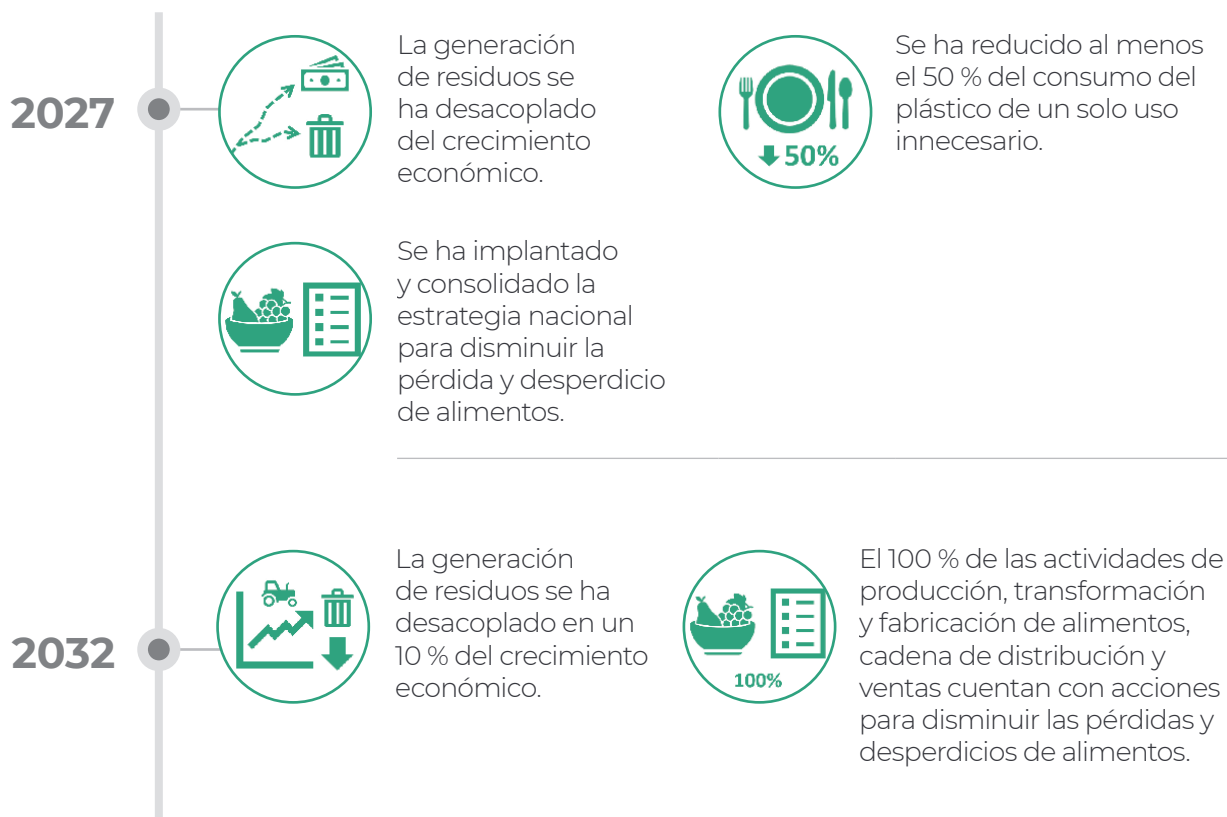 2027
La generación
de residuos se
ha desacoplado
del crecimiento
económico.
50%
Se ha reducido al menos
el 50 % del consumo del
plástico de un solo uso
innecesario.
Se ha implantado
y consolidado la
estrategia nacional
para disminuir la
pérdida y desperdicio
de alimentos.
2032
La generación
de residuos se ha
desacoplado en un
10 % del crecimiento
económico.
100%
El 100 % de las actividades de
producción, transformación
y fabricación de alimentos,
cadena de distribución y
ventas cuentan con acciones
para disminuir las pérdidas y
desperdicios de alimentos.